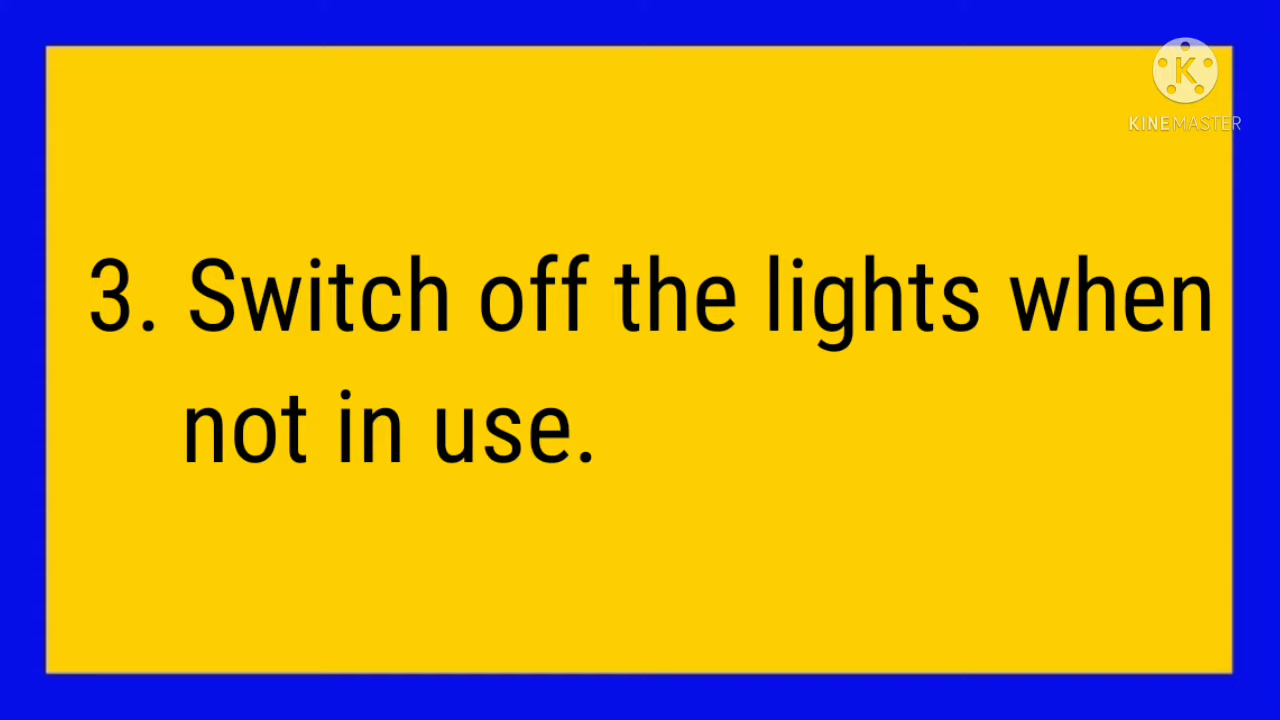 K
KINEMASTER
3. Switch off the lights when
not in use.